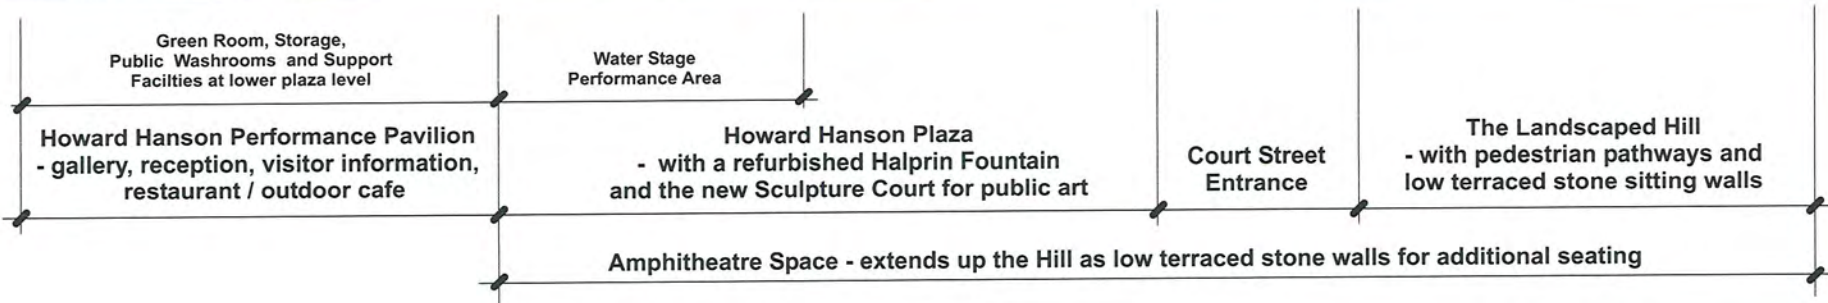 Green Room, Storage,
Public Washrooms and Support
Facilties at lower plaza level
Water Stage
Performance Area
Howard Hanson Performance Pavilion
- gallery, reception, visitor information,
restaurant / outdoor cafe
Howard Hanson Plaza
- with a refurbished Halprin Fountain
and the new Sculpture Court for public art
Court Street
Entrance
The Landscaped Hill
- with pedestrian pathways and
low terraced stone sitting walls
Amphitheatre Space - extends up the Hill as low terraced stone walls for additional seating